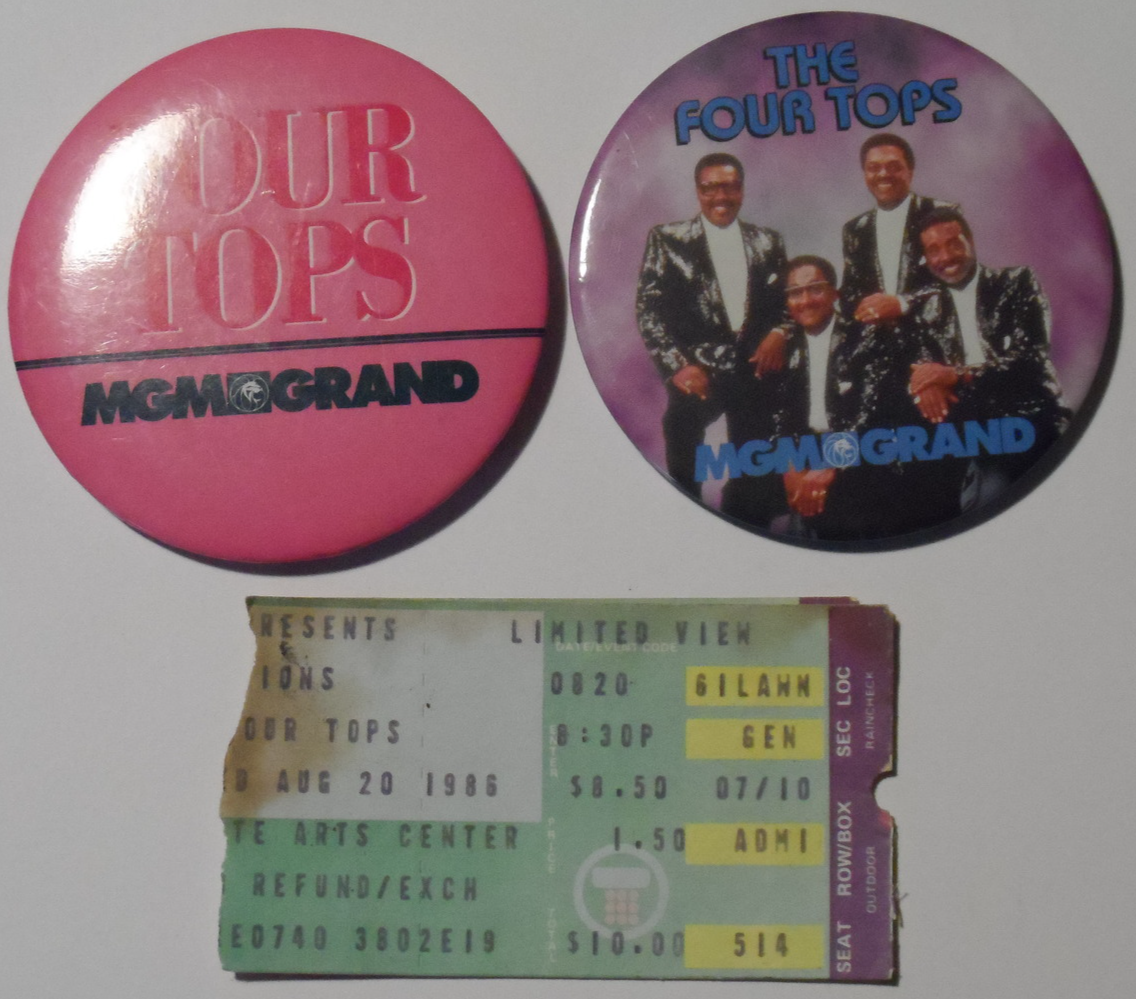 OUR
TOPS
MGM GRAND
THE
FOUR TOPS
MGM GRAND
RESENTS LIMITED VIEW
DATE/EVENT CODE
IONS 0820 GILAWN
OUR TOPS 8:30P GEN
D AUG 20 1986 $8.50 07/10
TE ARTS CENTER 1.50 ADMI
REFUND/EXCH
E0740 3802E19 $10.00 514
PRICE
TOTAL
SEC LOC
ROW/BOX
SEAT
RAINCHECK
OUTDOOR